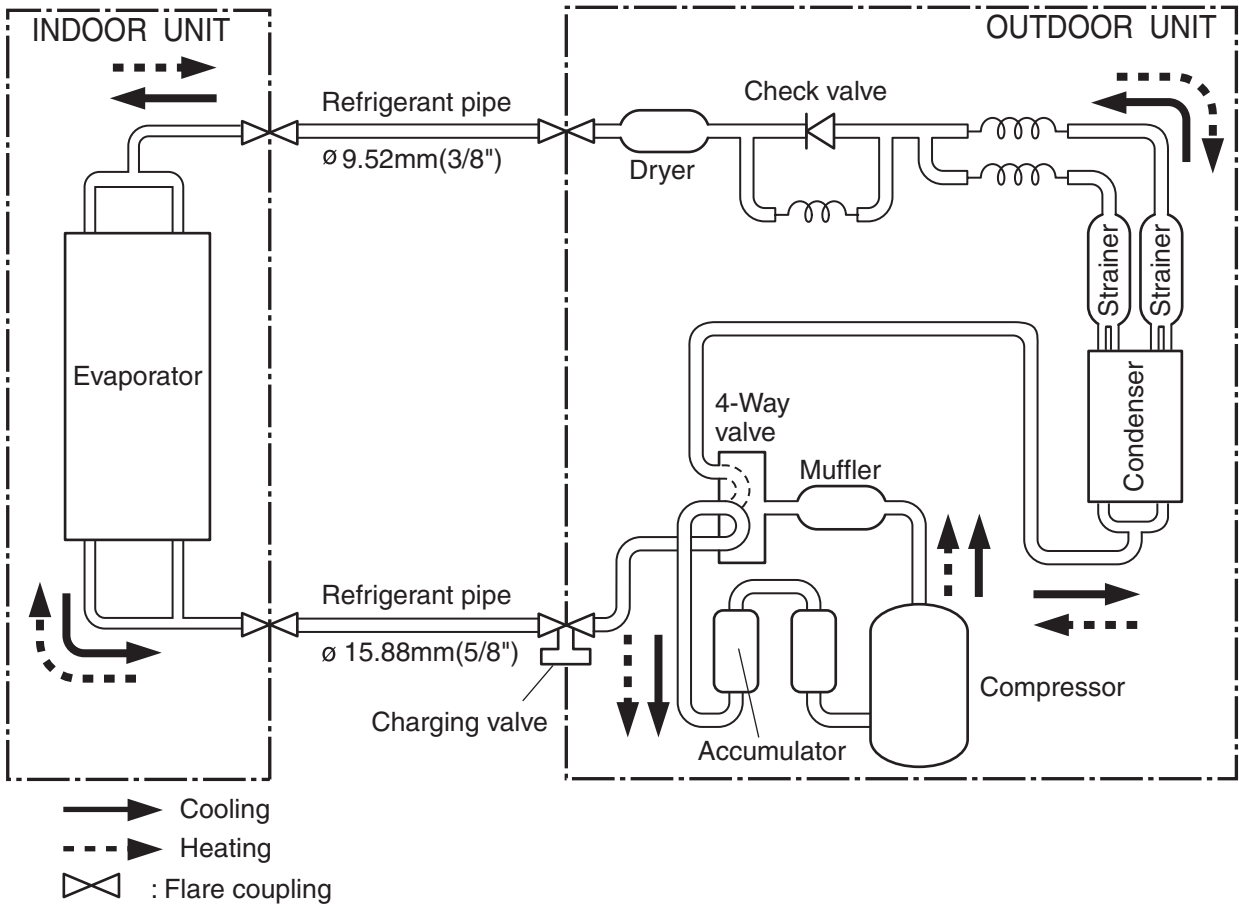 INDOOR UNIT
OUTDOOR UNIT
Refrigerant pipe
ø 9.52mm(3/8")
Dryer
Check valve
Strainer
Strainer
Evaporator
Condenser
4-Way
valve
Muffler
Refrigerant pipe
ø 15.88mm(5/8")
Charging valve
Accumulator
Compressor
Cooling
Heating
: Flare coupling